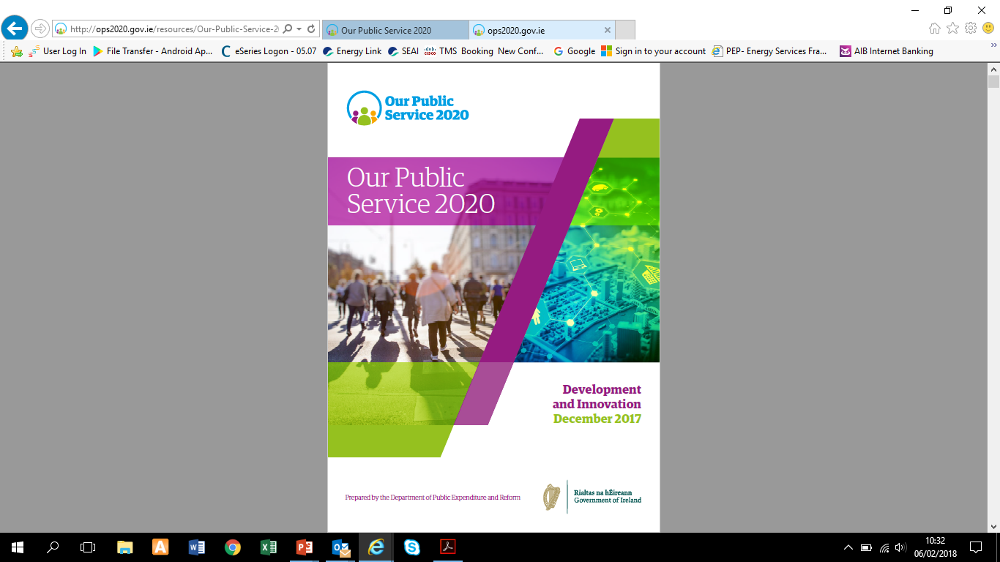 http://ops2020.gov.ie/resources/Our-Public-Service-2
Our Public Service 2020
ops2020.gov.ie
User Log In
File Transfer - Android Ap...
eSeries Logon - 05.07
Energy Link
SEAI
CISCO
TMS Booking New Conf...
Google
Sign in to your account
PEP- Energy Services Fra...
AIB Internet Banking
Our Public
Service 2020
Our Public
Service 2020
Development
and Innovation
December 2017
Prepared by the Department of Public Expenditure and Reform
Rialtas na hÉireann
Government of Ireland
10:32
06/02/2018